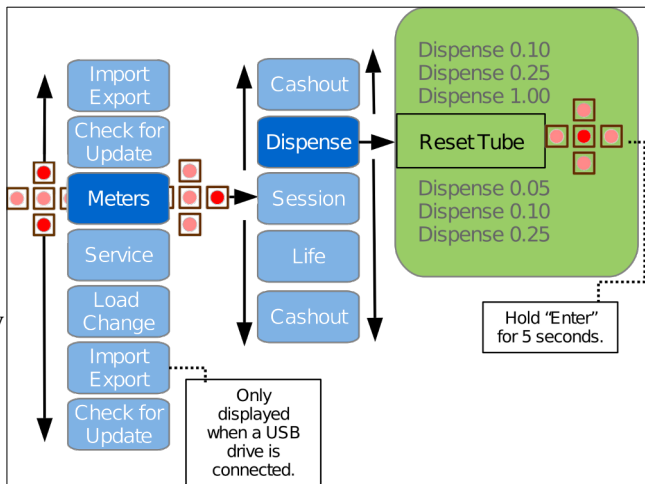 Import
Export
Check for
Update
Meters
Service
Load
Change
Import
Export
Check for
Update
Only
displayed
when a USB
drive is
connected.
Cashout
Dispense
Session
Life
Cashout
Dispense 0.10
Dispense 0.25
Dispense 1.00
Reset Tube
Dispense 0.05
Dispense 0.10
Dispense 0.25
Hold “Enter”
for 5 seconds.